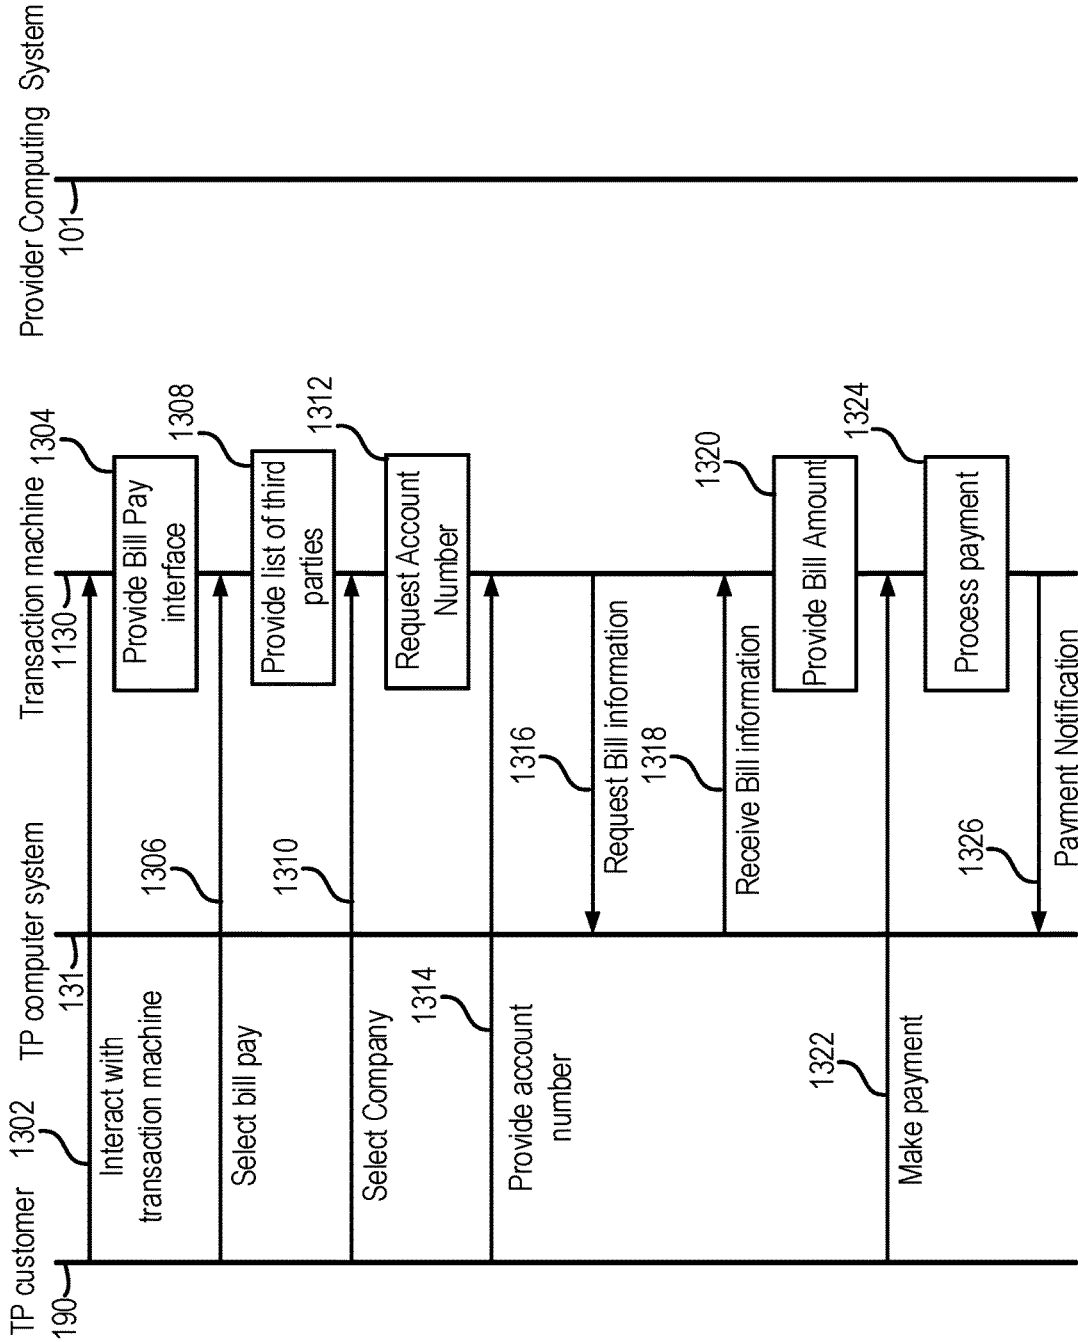 TP customer
190
TP computer system
131
Transaction machine
1130
Provider Computing System
101
1302
Interact with
transaction machine
1304
Provide Bill Pay
interface
1306
Select bill pay
1308
Provide list of third
parties
1310
Select Company
1312
Request Account
Number
1314
Provide account
number
1316
Request Bill information
1318
Receive Bill information
1320
Provide Bill Amount
1322
Make payment
1324
Process payment
1326
Payment Notification